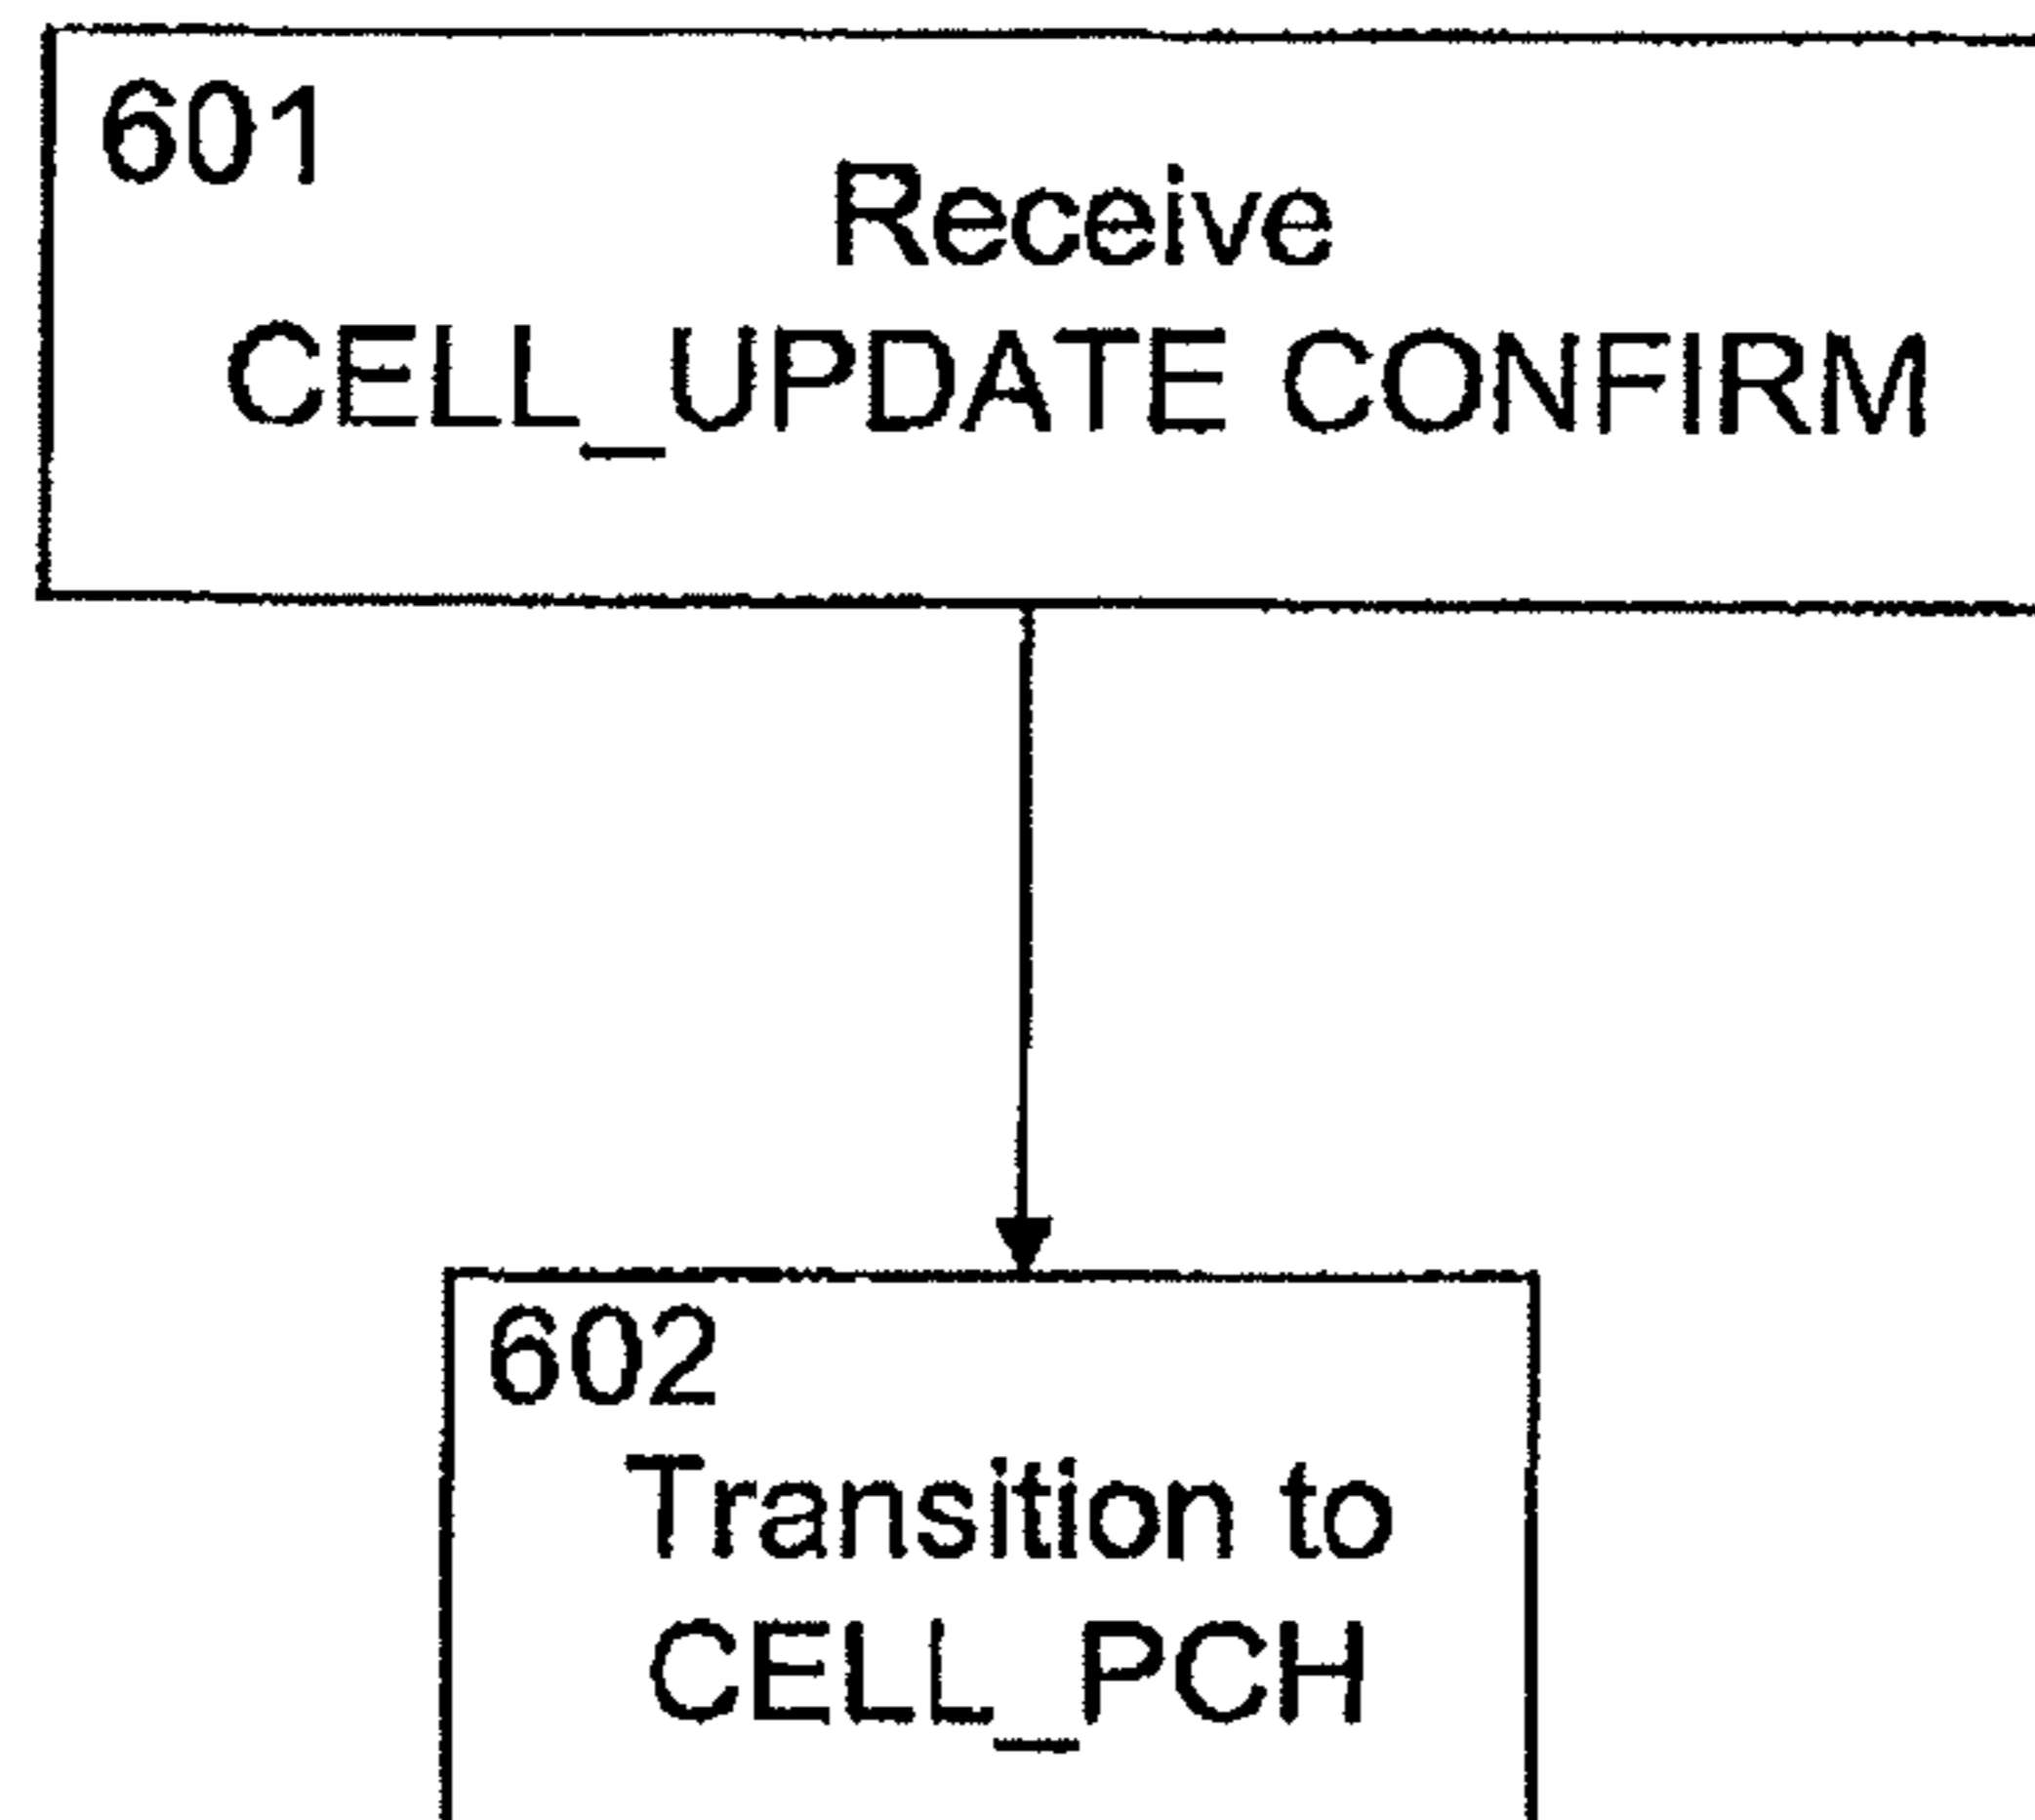 601
Receive
CELL_UPDATE CONFIRM
602
Transition to
CELL_PCH